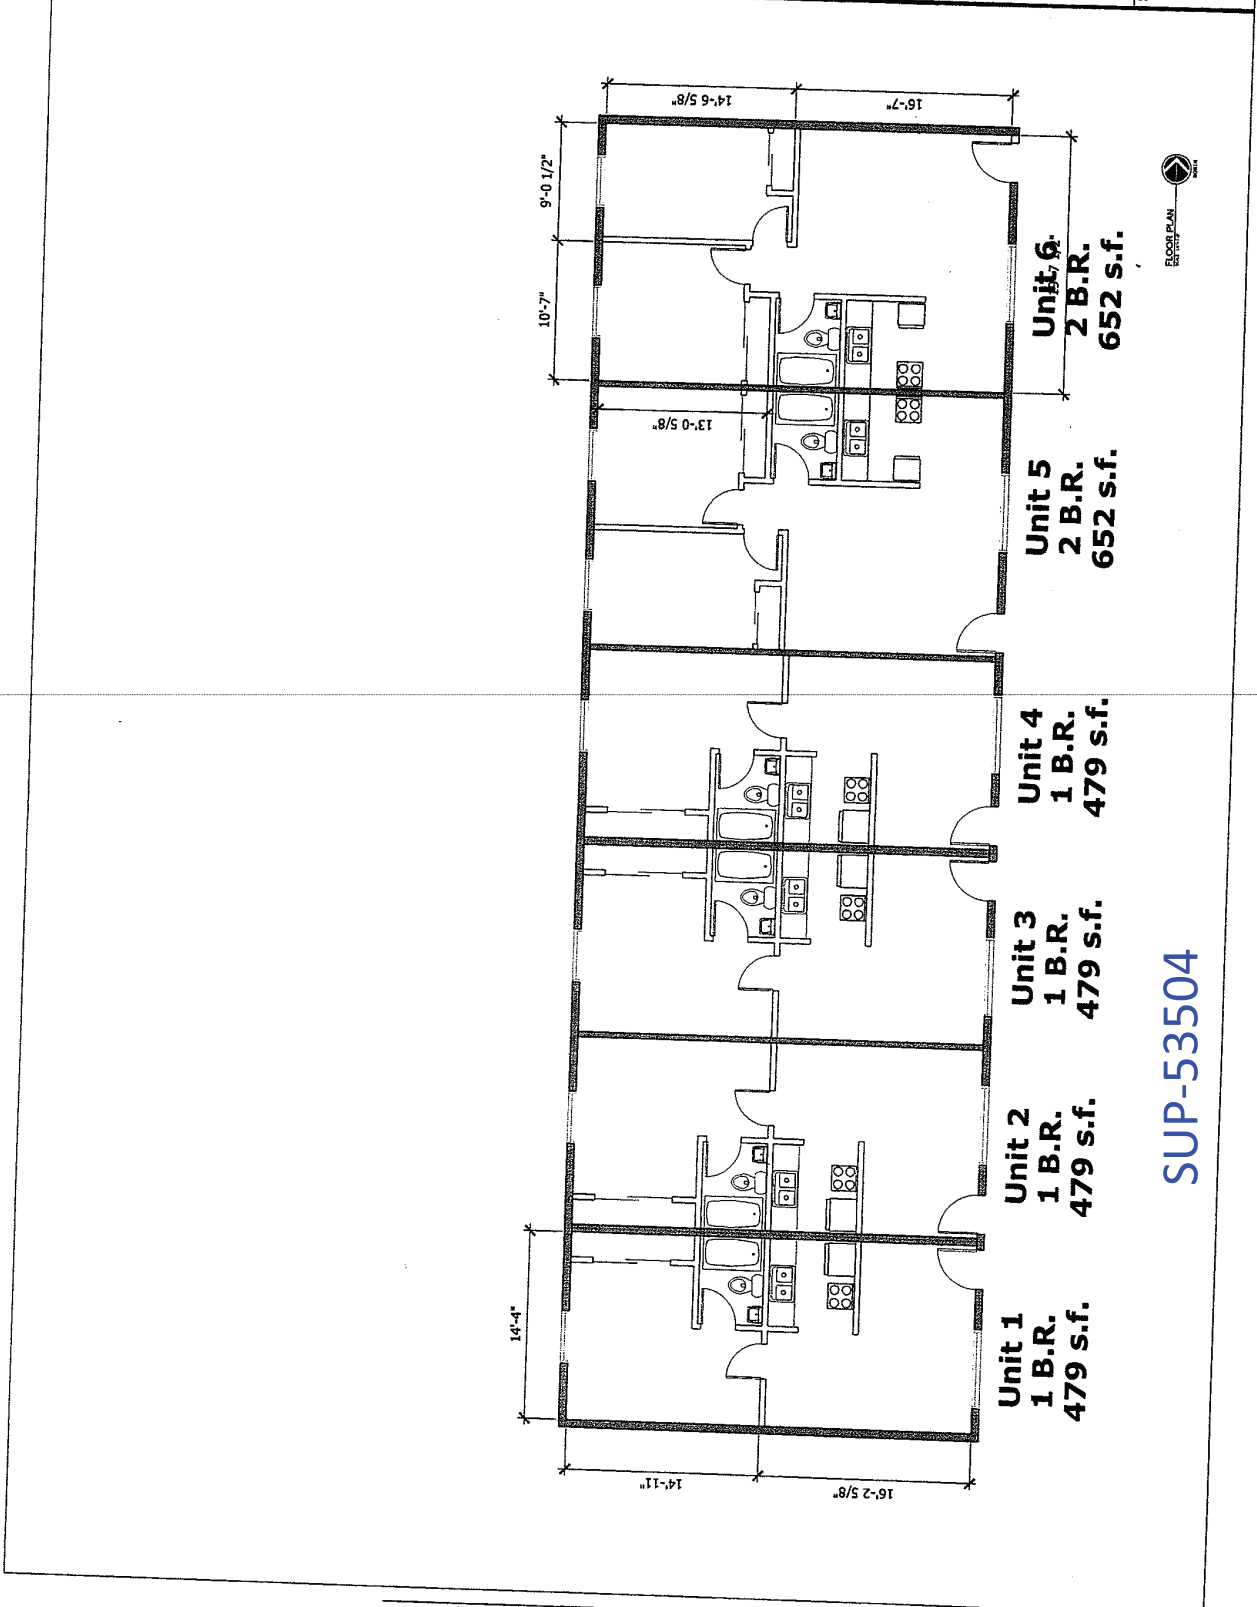 14'-6 5/8"
16'-7"
9'-0 1/2"
10'-7"
13'-0 5/8"
14'-4"
14'-11"
16'-2 5/8"
Unit 1
1 B.R.
479 s.f.
Unit 2
1 B.R.
479 s.f.
Unit 3
1 B.R.
479 s.f.
Unit 4
1 B.R.
479 s.f.
Unit 5
2 B.R.
652 s.f.
Unit 6
2 B.R.
652 s.f.
FLOOR PLAN
NORTH
SUP-53504